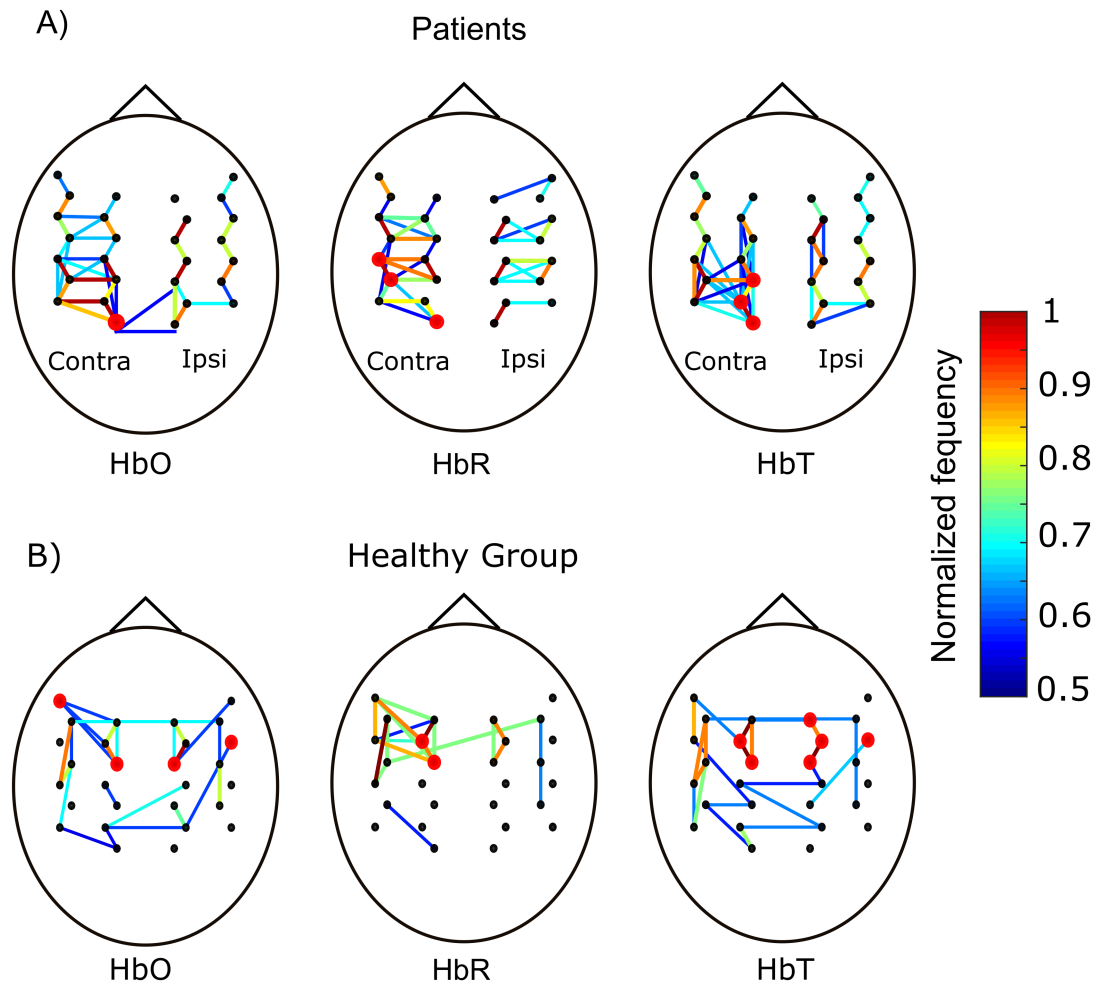 A)
Patients
Contra
Ipsi
Contra
Ipsi
Contra
Ipsi
HbO
HbR
HbT
Normalized fequency
1
0.9
0.8
0.7
0.6
0.5
B)
Healthy Group
HbO
HbR
HbT